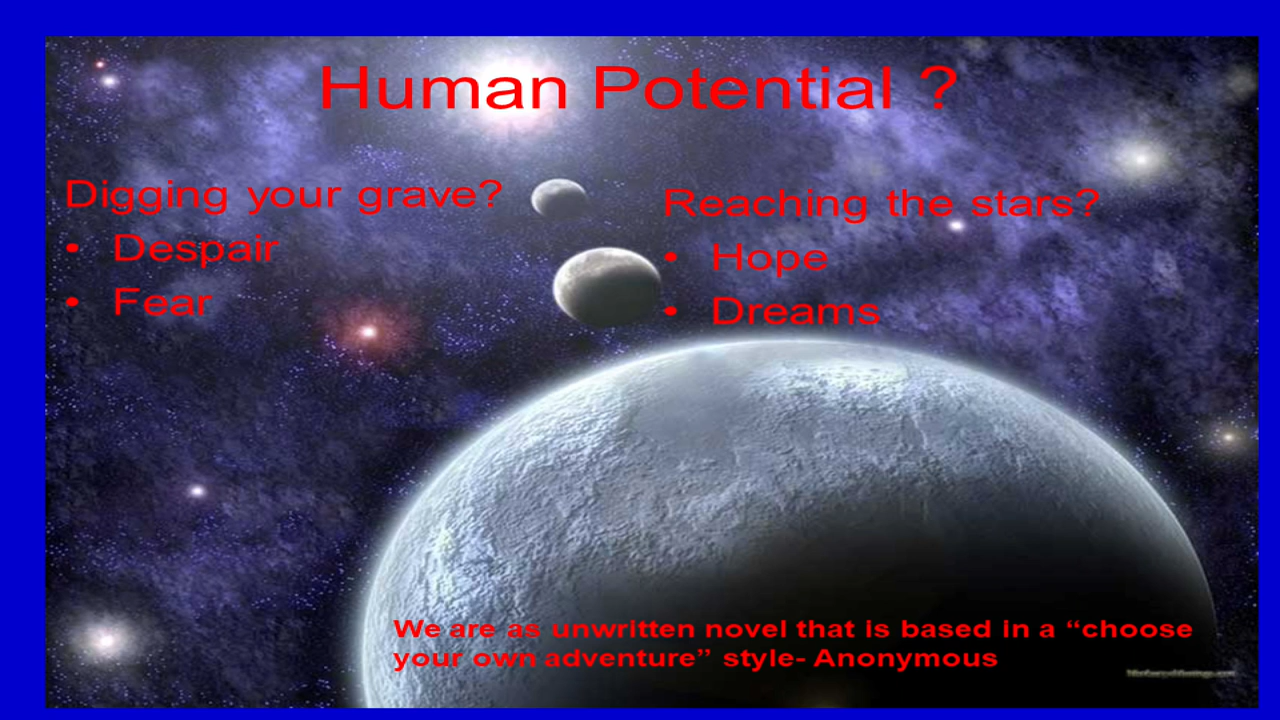 Human Potential ?
Digging your grave?
• Despair
• Fear
Reaching the stars?
• Hope
• Dreams
We are as unwritten novel that is based in a “choose
your own adventure” style- Anonymous